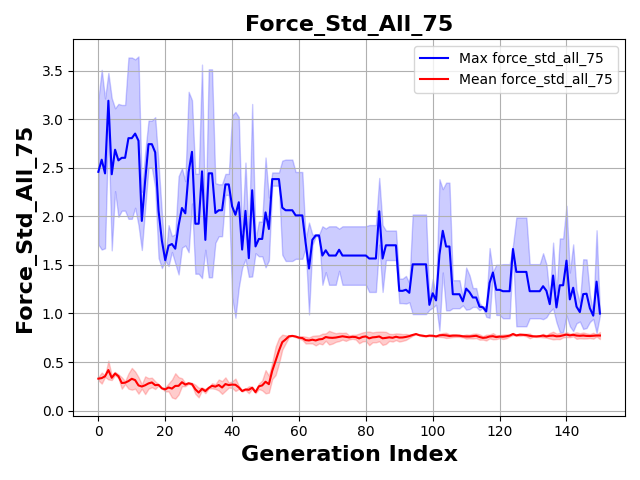 Force_Std_All_75
Max force_std_all_75
Mean force_std_all_75
Force_Std_All_75
3.5
3.0
2.5
2.0
1.5
1.0
0.5
0.0
0 20 40 60 80 100 120 140
Generation Index